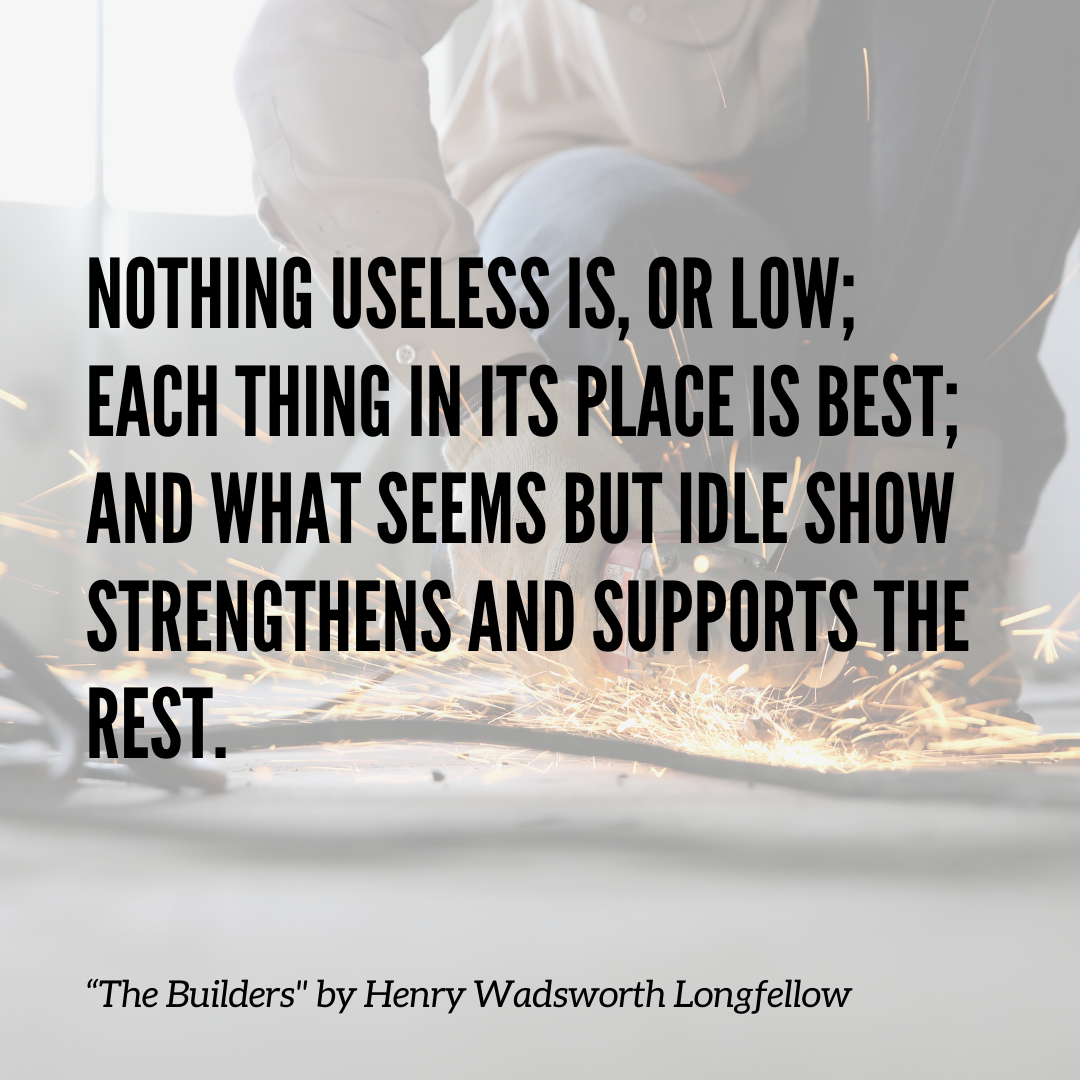 NOTHING USELESS IS, OR LOW;
EACH THING IN ITS PLACE IS BEST;
AND WHAT SEEMS BUT IDLE SHOW
STRENGTHENS AND SUPPORTS THE
REST.
“The Builders" by Henry Wadsworth Longfellow